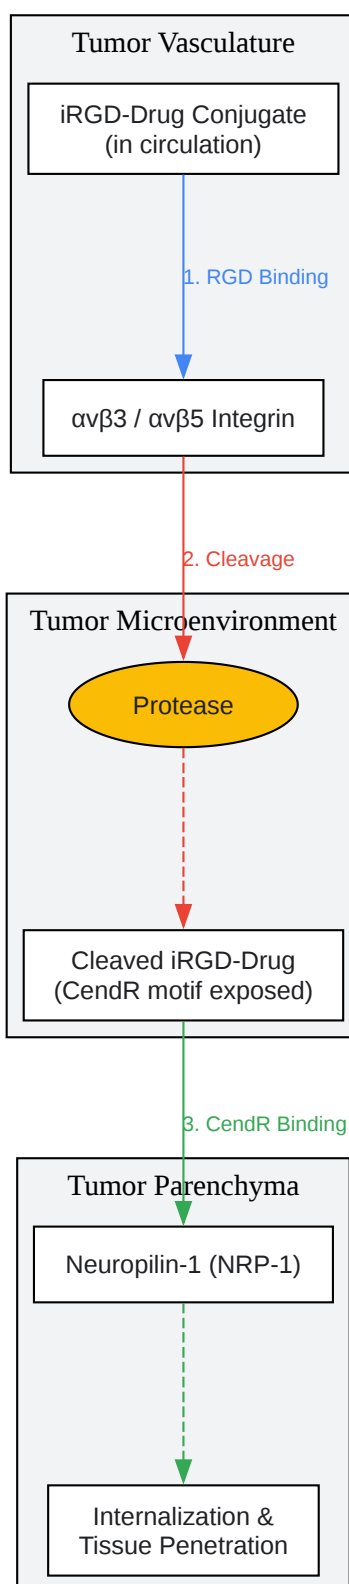 Tumor Vasculature
iRGD-Drug Conjugate
(in circulation)
1. RGD Binding
αvβ3 / αvβ5 Integrin
2. Cleavage
Tumor Microenvironment
Protease
Cleaved iRGD-Drug
(CendR motif exposed)
3. CendR Binding
Tumor Parenchyma
Neuropilin-1 (NRP-1)
Internalization &
Tissue Penetration